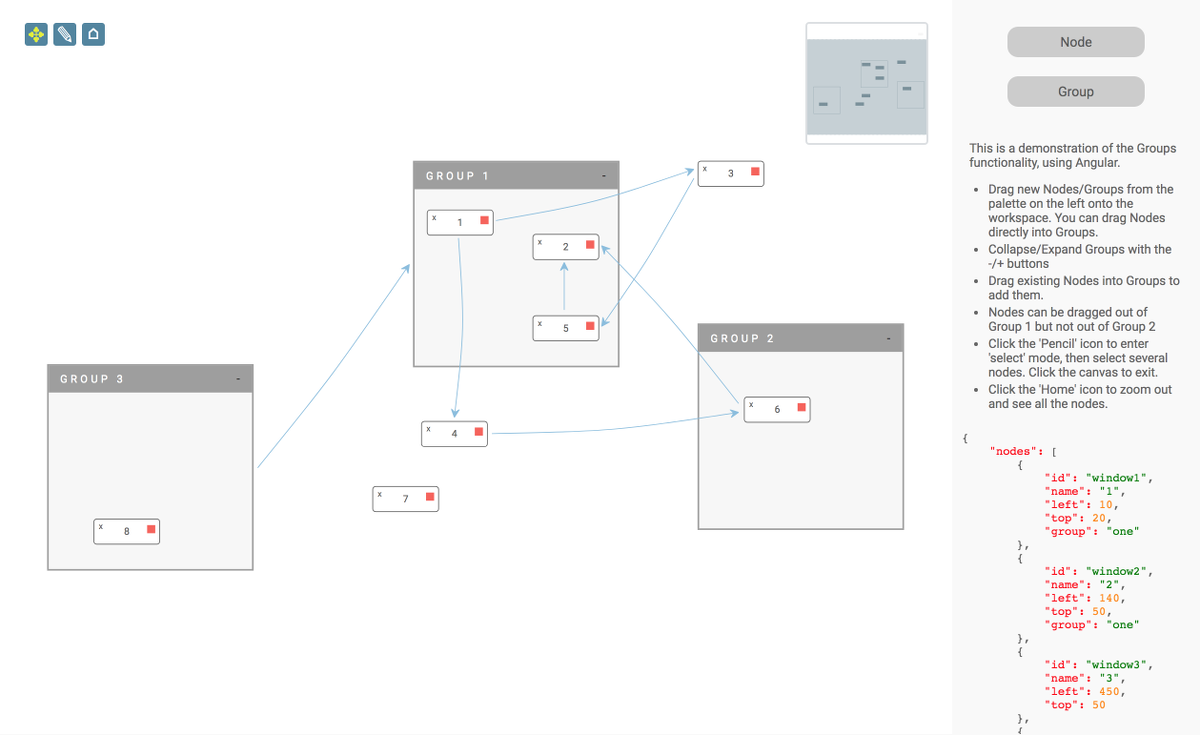 Node
Group
GROUP 1
-
x
1
x
2
x
5
x
3
GROUP 2
-
x
6
GROUP 3
-
x
8
x
4
x
7
This is a demonstration of the Groups
functionality, using Angular.
• Drag new Nodes/Groups from the
palette on the left onto the
workspace. You can drag Nodes
directly into Groups.
• Collapse/Expand Groups with the
-/+ buttons
• Drag existing Nodes into Groups to
add them.
• Nodes can be dragged out of
Group 1 but not out of Group 2
• Click the 'Pencil' icon to enter
'select' mode, then select several
nodes. Click the canvas to exit.
• Click the 'Home' icon to zoom out
and see all the nodes.
{
"nodes": [
{
"id": "window1",
"name": "1",
"left": 10,
"top": 20,
"group": "one"
},
{
"id": "window2",
"name": "2",
"left": 140,
"top": 50,
"group": "one"
},
{
"id": "window3",
"name": "3",
"left": 450,
"top": 50
},
{